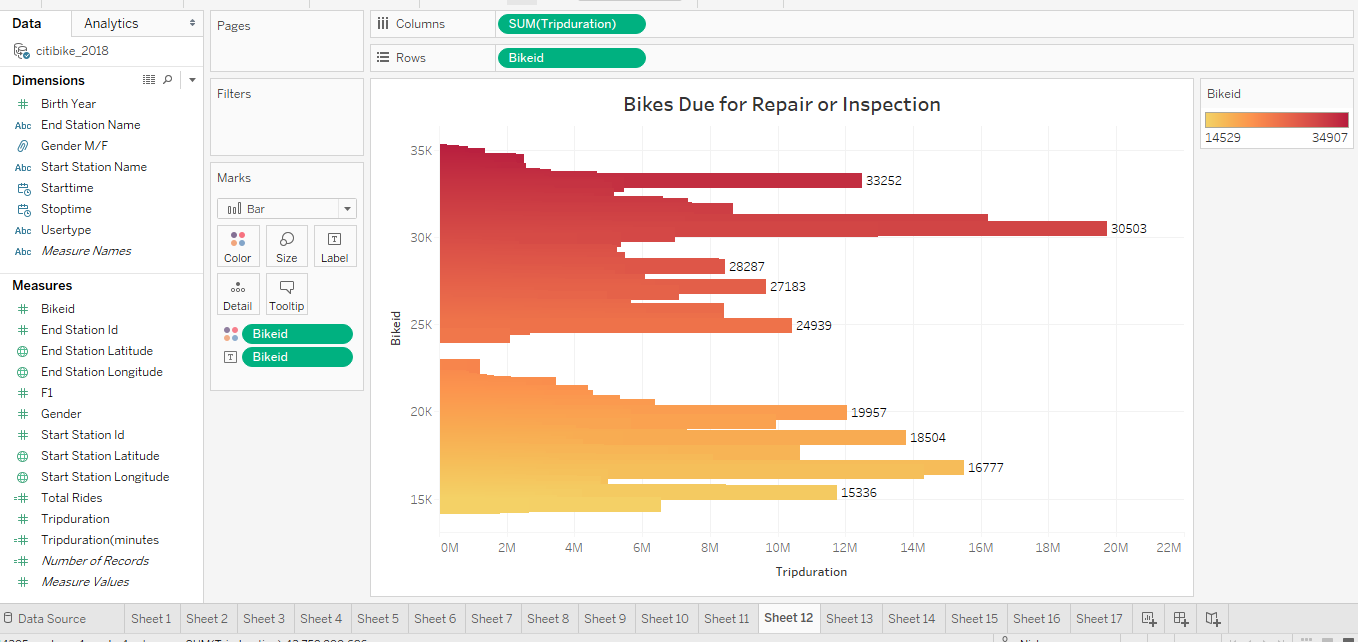 Data
Analytics
citibike_2018
Dimensions
Birth Year
Abc End Station Name
Gender M/F
Abc Start Station Name
Starttime
Stoptime
Abc Usertype
Abc Measure Names
Measures
Bikeid
End Station Id
End Station Latitude
End Station Longitude
F1
Gender
Start Station Id
Start Station Latitude
Start Station Longitude
Total Rides
Tripduration
Tripduration(minutes
Number of Records
Measure Values
Pages
Filters
Marks
Bar
Color Size Label
Detail Tooltip
Bikeid
Bikeid
Columns SUM(Tripduration)
Rows Bikeid
Bikes Due for Repair or Inspection
35K
30K
25K
20K
15K
Bikeid
33252
30503
28287
27183
24939
19957
18504
16777
15336
0M 2M 4M 6M 8M 10M 12M 14M 16M 18M 20M 22M
Tripduration
Bikeid
14529 34907
Data Source Sheet 1 Sheet 2 Sheet 3 Sheet 4 Sheet 5 Sheet 6 Sheet 7 Sheet 8 Sheet 9 Sheet 10 Sheet 11 Sheet 12 Sheet 13 Sheet 14 Sheet 15 Sheet 16 Sheet 17